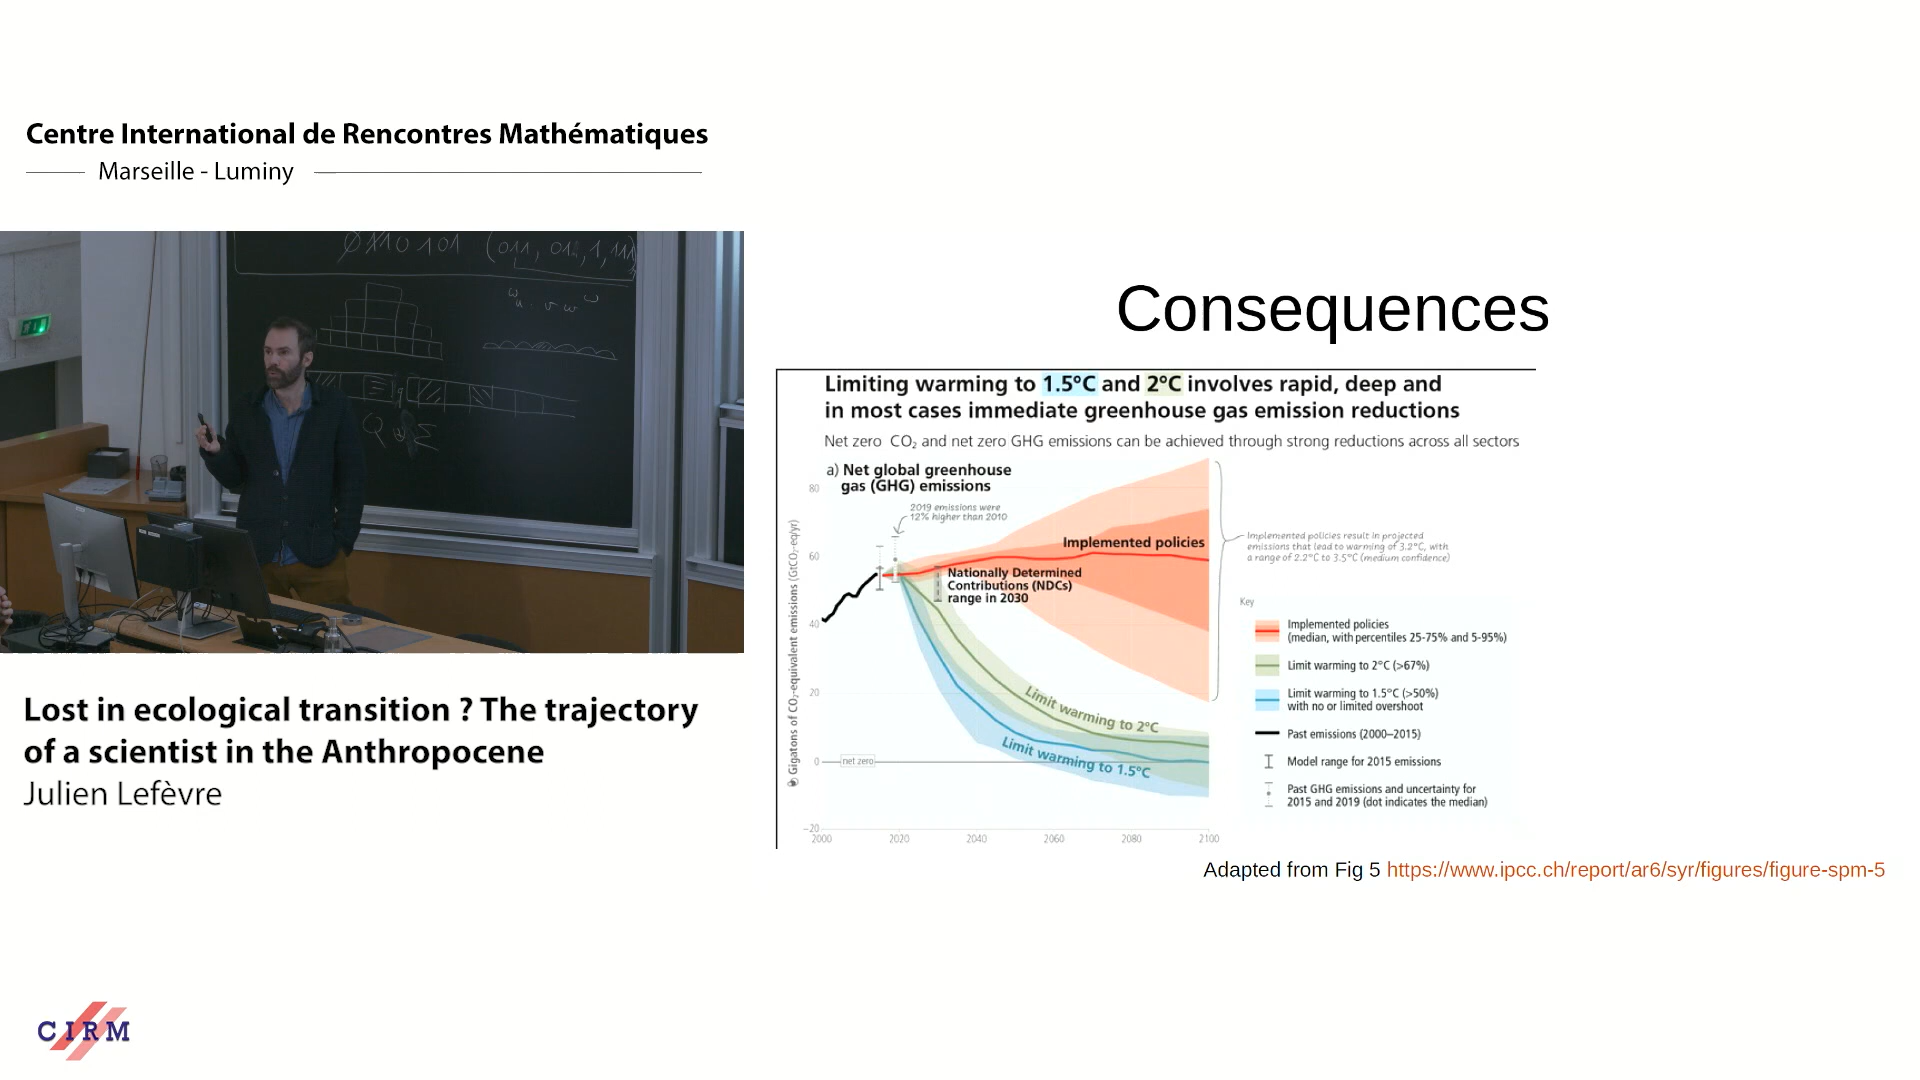 Centre International de Rencontres Mathématiques
Marseille - Luminy
Lost in ecological transition ? The trajectory
of a scientist in the Anthropocene
Julien Lefèvre
CIRM
Consequences
Limiting warming to 1.5°C and 2°C involves rapid, deep and
in most cases immediate greenhouse gas emission reductions
Net zero CO₂ and net zero GHG emissions can be achieved through strong reductions across all sectors
a) Net global greenhouse
gas (GHG) emissions
2019 emissions were
12% higher than 2010
Gigatons of CO₂-equivalent emissions (GtCO₂-eq/yr)
80
60
40
20
0
-20
net zero
2000
2020
2040
2060
2080
2100
Implemented policies
Nationally Determined
Contributions (NDCs)
range in 2030
Limit warming to 2°C
Limit warming to 1.5°C
Implemented policies result in projected
emissions that lead to warming of 3.2°C, with
a range of 2.2°C to 3.5°C (medium confidence)
Key
Implemented policies
(median, with percentiles 25-75% and 5-95%)
Limit warming to 2°C (>67%)
Limit warming to 1.5°C (>50%)
with no or limited overshoot
Past emissions (2000–2015)
Model range for 2015 emissions
Past GHG emissions and uncertainty for
2015 and 2019 (dot indicates the median)
Adapted from Fig 5 https://www.ipcc.ch/report/ar6/syr/figures/figure-spm-5